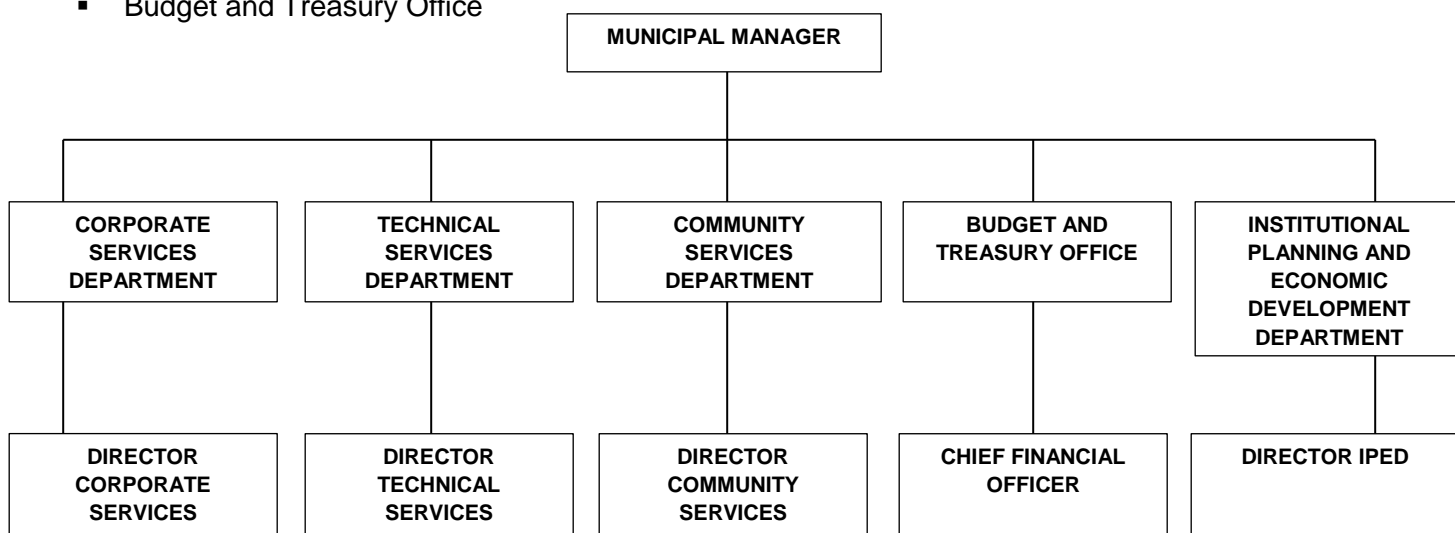 ▪ Budget and Treasury Office
MUNICIPAL MANAGER
CORPORATE
SERVICES
DEPARTMENT
TECHNICAL
SERVICES
DEPARTMENT
COMMUNITY
SERVICES
DEPARTMENT
BUDGET AND
TREASURY OFFICE
INSTITUTIONAL
PLANNING AND
ECONOMIC
DEVELOPMENT
DEPARTMENT
DIRECTOR
CORPORATE
SERVICES
DIRECTOR
TECHNICAL
SERVICES
DIRECTOR
COMMUNITY
SERVICES
CHIEF FINANCIAL
OFFICER
DIRECTOR IPED